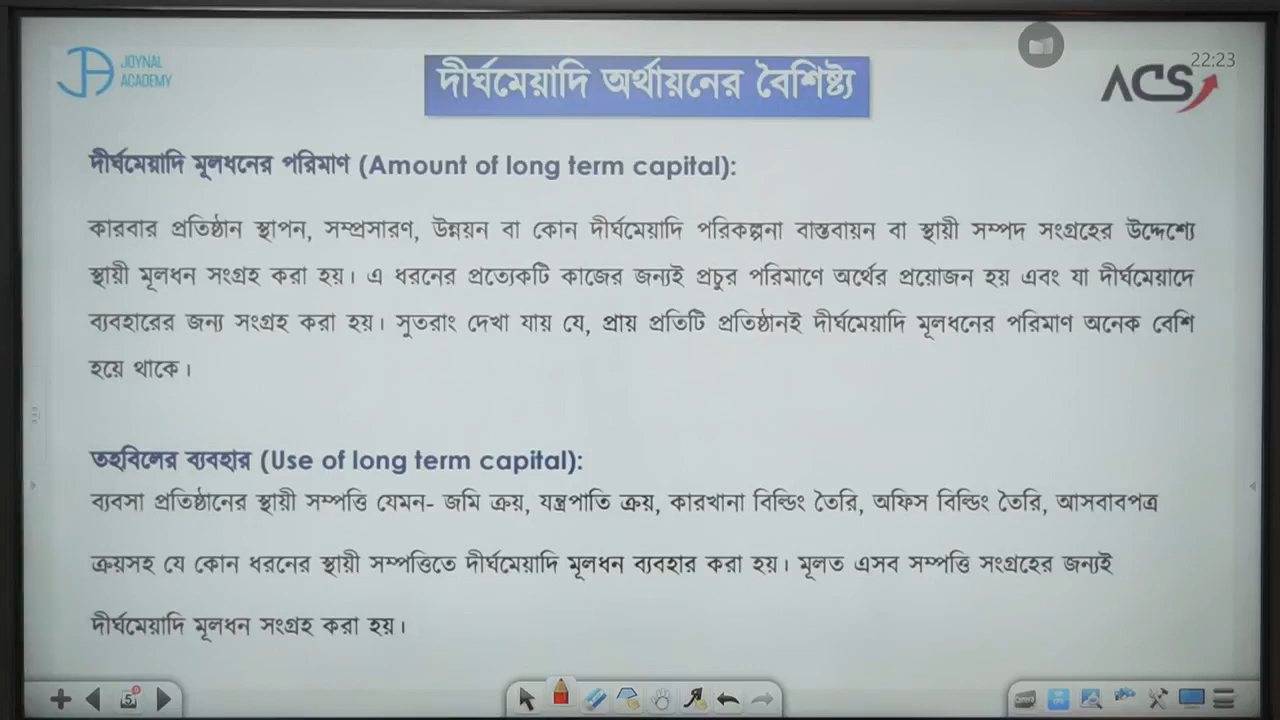 JOYNAL
ACADEMY
দীর্ঘমেয়াদি অর্থায়নের বৈশিষ্ট্য
22:23
ACS
দীর্ঘমেয়াদি মূলধনের পরিমাণ (Amount of long term capital):
কারবার প্রতিষ্ঠান স্থাপন, সম্প্রসারণ, উন্নয়ন বা কোন দীর্ঘমেয়াদি পরিকল্পনা বাস্তবায়ন বা স্থায়ী সম্পদ সংগ্রহের উদ্দেশ্যে
স্থায়ী মূলধন সংগ্রহ করা হয়। এ ধরনের প্রত্যেকটি কাজের জন্যই প্রচুর পরিমাণে অর্থের প্রয়োজন হয় এবং যা দীর্ঘমেয়াদে
ব্যবহারের জন্য সংগ্রহ করা হয়। সুতরাং দেখা যায় যে, প্রায় প্রতিটি প্রতিষ্ঠানই দীর্ঘমেয়াদি মূলধনের পরিমাণ অনেক বেশি
হয়ে থাকে।
তহবিলের ব্যবহার (Use of long term capital):
ব্যবসা প্রতিষ্ঠানের স্থায়ী সম্পত্তি যেমন- জমি ক্রয়, যন্ত্রপাতি ক্রয়, কারখানা বিল্ডিং তৈরি, অফিস বিল্ডিং তৈরি, আসবাবপত্র
ক্রয়সহ যে কোন ধরনের স্থায়ী সম্পত্তিতে দীর্ঘমেয়াদি মূলধন ব্যবহার করা হয়। মূলত এসব সম্পত্তি সংগ্রহের জন্যই
দীর্ঘমেয়াদি মূলধন সংগ্রহ করা হয়।
5